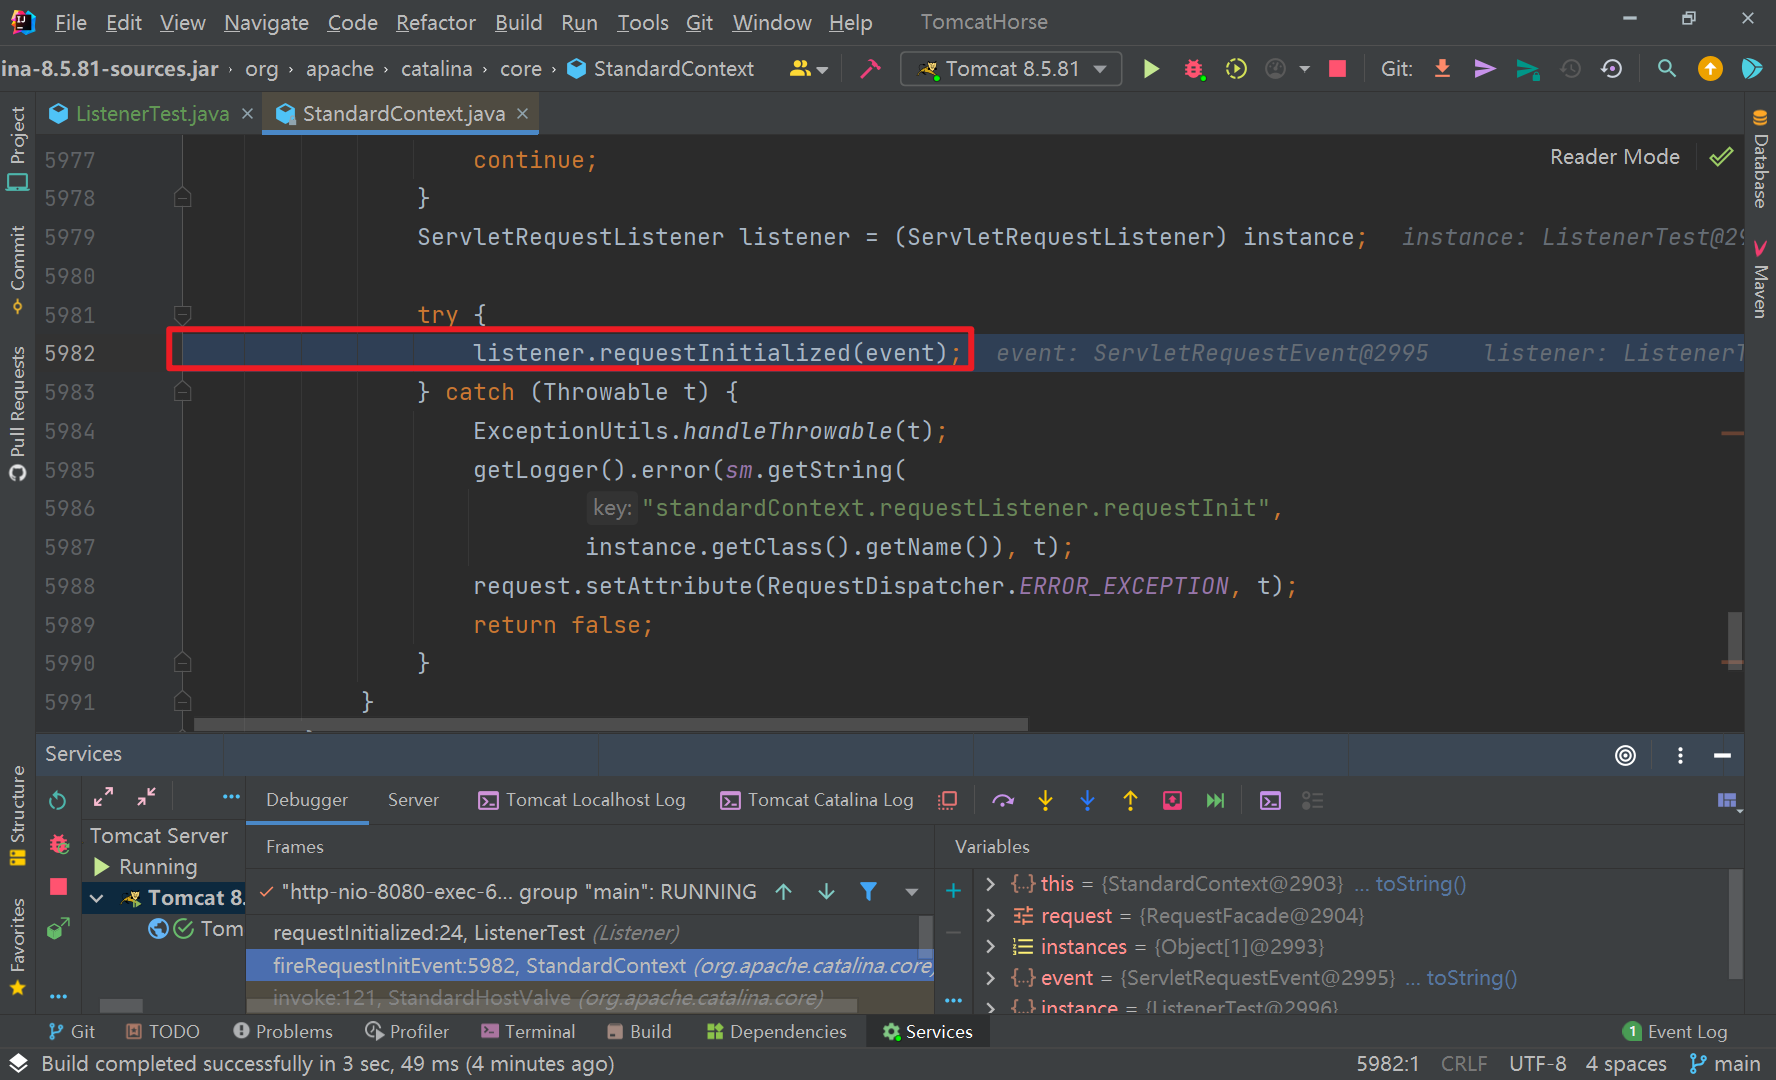 File Edit View Navigate Code Refactor Build Run Tools Git Window Help TomcatHorse
ina-8.5.81-sources.jar org apache catalina core StandardContext Tomcat 8.5.81 Git:
ListenerTest.java StandardContext.java
Reader Mode
5977 continue;
5978 }
5979 ServletRequestListener listener = (ServletRequestListener) instance; instance: ListenerTest@29
5980
5981 try {
5982 listener.requestInitialized(event); event: ServletRequestEvent@2995 listener: ListenerT
5983 } catch (Throwable t) {
5984 ExceptionUtils.handleThrowable(t);
5985 getLogger().error(sm.getString(
5986 key: "standardContext.requestListener.requestInit",
5987 instance.getClass().getName()), t);
5988 request.setAttribute(RequestDispatcher.ERROR_EXCEPTION, t);
5989 return false;
5990 }
5991 }
Project
Commit
Pull Requests
Structure
Favorites
Database
Maven
Services
Debugger Server Tomcat Localhost Log Tomcat Catalina Log
Tomcat Server
Running
Tomcat 8.
Tom
Frames
"http-nio-8080-exec-6... group "main": RUNNING
requestInitialized:24, ListenerTest (Listener)
fireRequestInitEvent:5982, StandardContext (org.apache.catalina.core)
invoke:121, StandardHostValve (org.apache.catalina.core)
Variables
this = {StandardContext@2903} ... toString()
request = {RequestFacade@2904}
instances = {Object[1]@2993}
event = {ServletRequestEvent@2995} ... toString()
instance = {ListenerTest@2996}
Git TODO Problems Profiler Terminal Build Dependencies Services 1 Event Log
Build completed successfully in 3 sec, 49 ms (4 minutes ago) 5982:1 CRLF UTF-8 4 spaces main